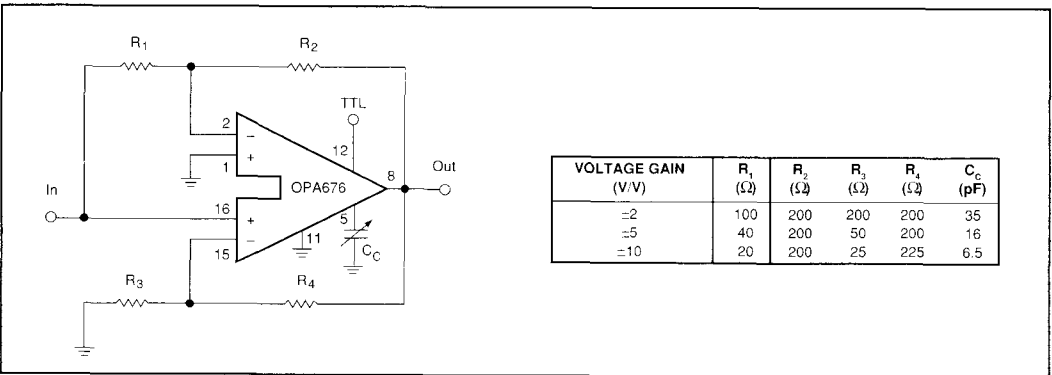 R1
R2
TTL
2
−
12
+
1
8
Out
In
OPA676
16
+
5
−
11
15
CC
R3
R4
VOLTAGE GAIN (V/V) R1 (Ω) R2 (Ω) R3 (Ω) R4 (Ω) CC (pF)
±2 100 200 200 200 35
±5 40 200 50 200 16
±10 20 200 25 225 6.5